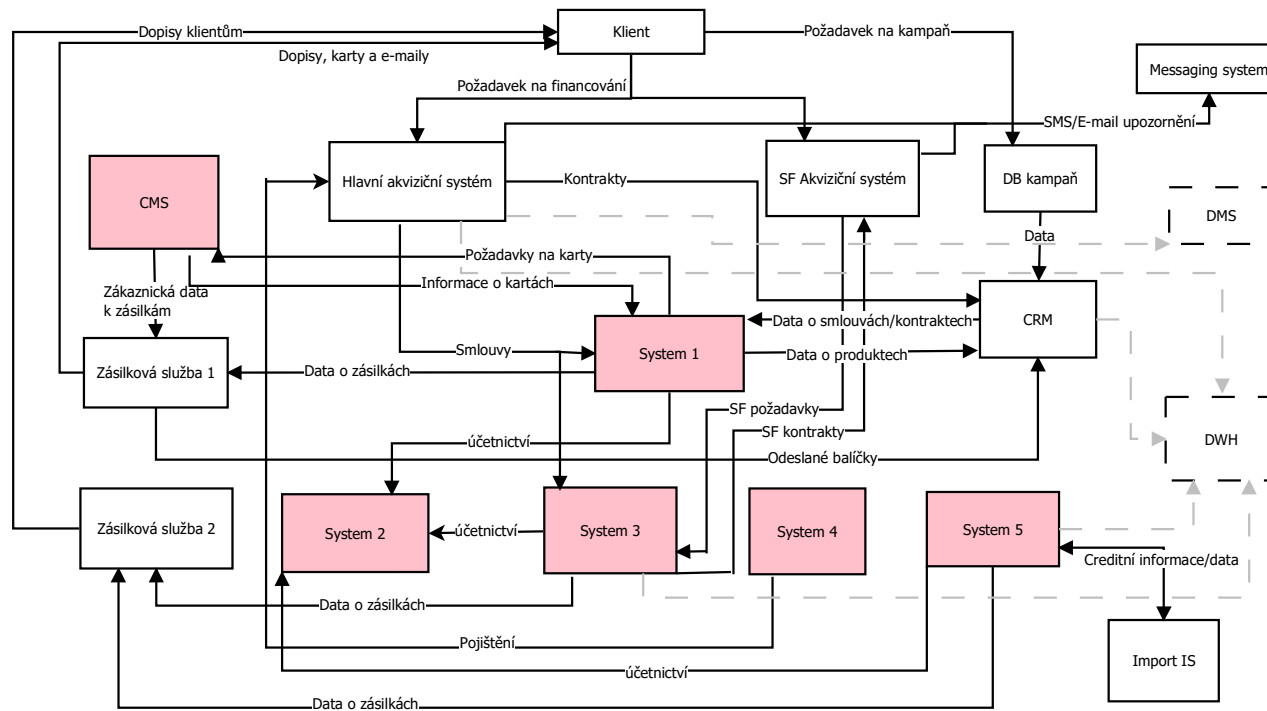 Dopisy klientům
Klient
Požadavek na kampaň
Dopisy, karty a e-maily
Messaging system
Požadavek na financování
SMS/E-mail upozornění
CMS
Hlavní akviziční systém
Kontrakty
SF Akviziční systém
DB kampaň
DMS
Data
Požadavky na karty
Informace o kartách
Zákaznická data
k zásilkám
Data o smlouvách/kontraktech
CRM
Smlouvy
System 1
Data o produktech
Zásilková služba 1
Data o zásilkách
SF požadavky
SF kontrakty
účetnictví
DWH
Odeslané balíčky
Zásilková služba 2
System 2
účetnictví
System 3
System 4
System 5
Creditní informace/data
Data o zásilkách
Pojištění
účetnictví
Import IS
Data o zásilkách